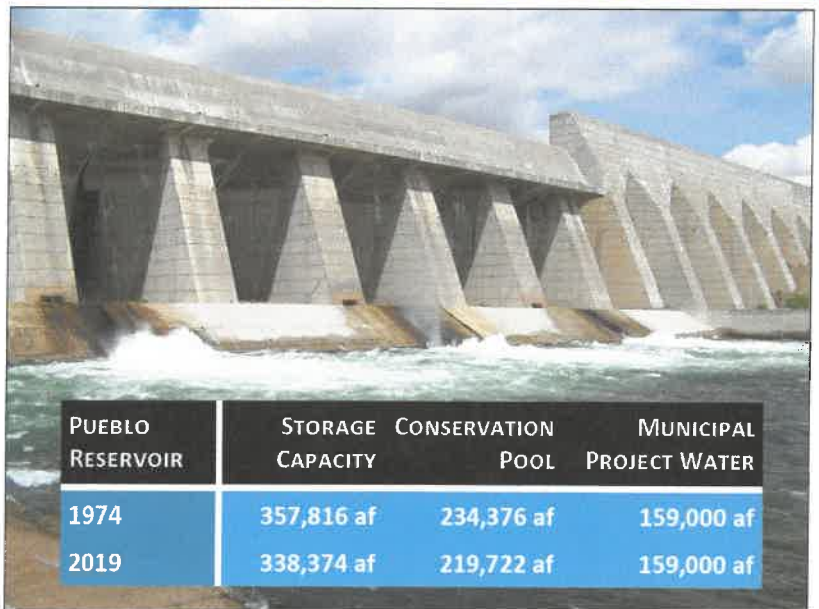 PUEBLO RESERVOIR STORAGE CAPACITY CONSERVATION POOL MUNICIPAL PROJECT WATER
1974 357,816 af 234,376 af 159,000 af
2019 338,374 af 219,722 af 159,000 af